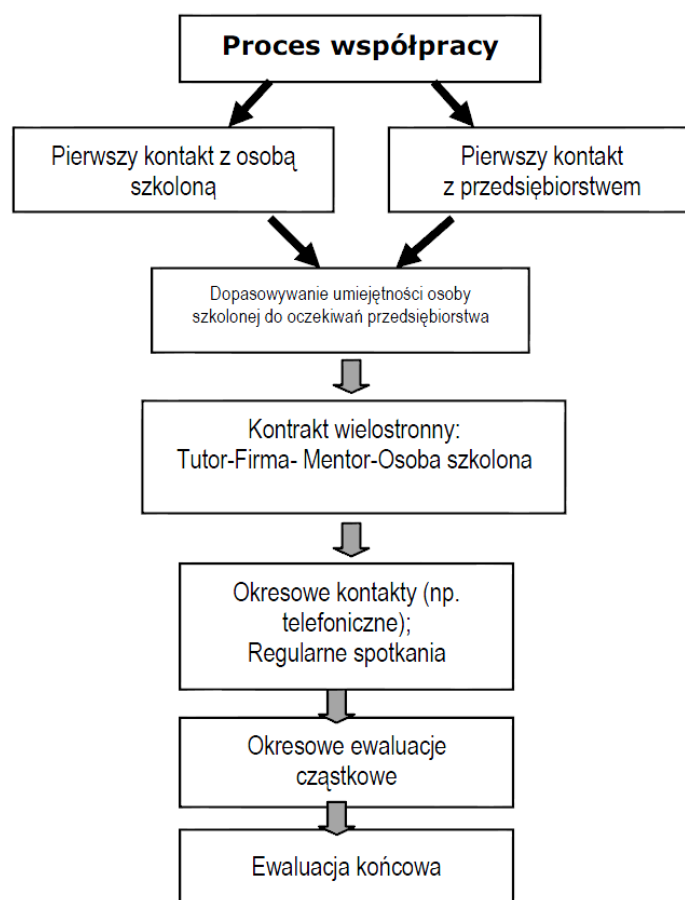 Proces współpracy
Pierwszy kontakt z osobą
szkoloną
Pierwszy kontakt
z przedsiębiorstwem
Dopasowywanie umiejętności osoby
szkolonej do oczekiwań przedsiębiorstwa
Kontrakt wielostronny:
Tutor-Firma- Mentor-Osoba szkolona
Okresowe kontakty (np.
telefoniczne);
Regularne spotkania
Okresowe ewaluacje
cząstkowe
Ewaluacja końcowa